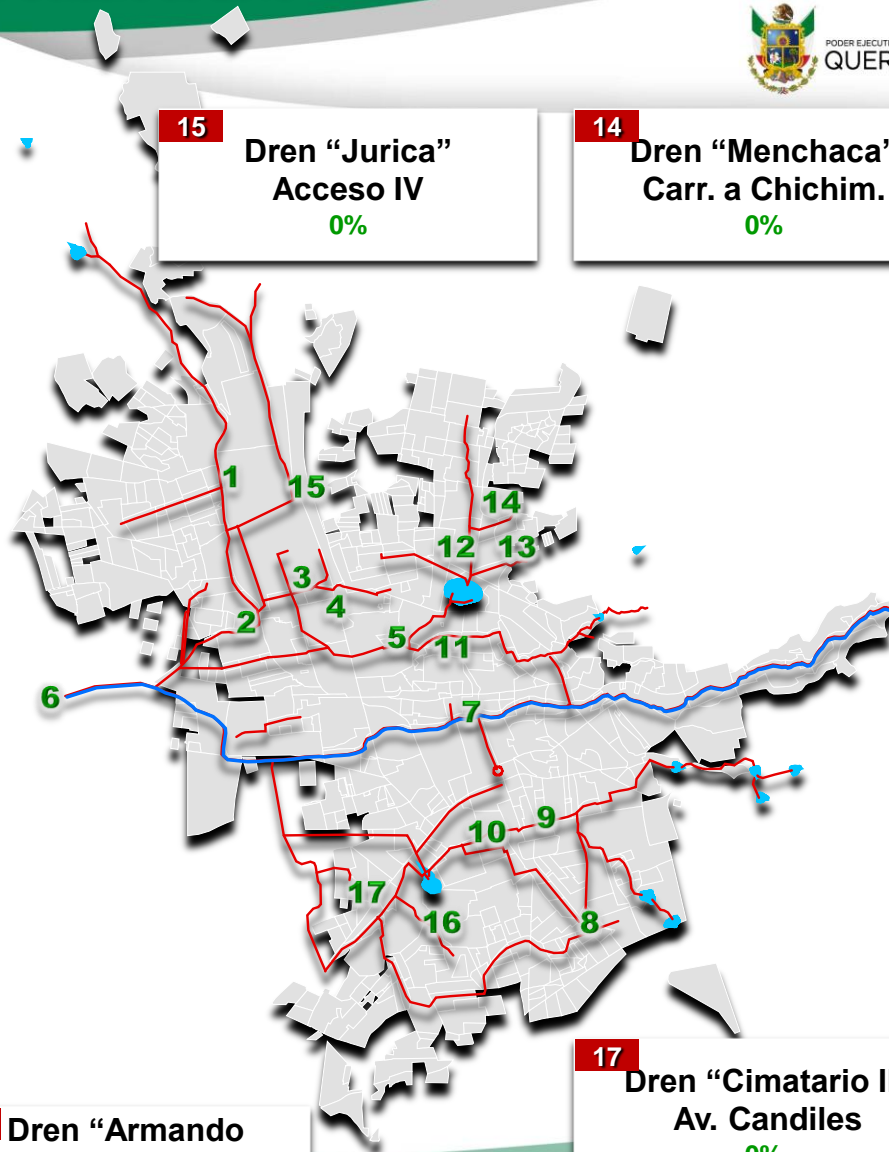 PODER EJECUTI
QUER
15
Dren “Jurica”
Acceso IV
0%
14
Dren “Menchaca”
Carr. a Chichim.
0%
1
15
14
12
13
3
4
2
5
11
6
7
9
10
17
16
8
17
Dren “Cimatario II
Av. Candiles
0%
Dren “Armando